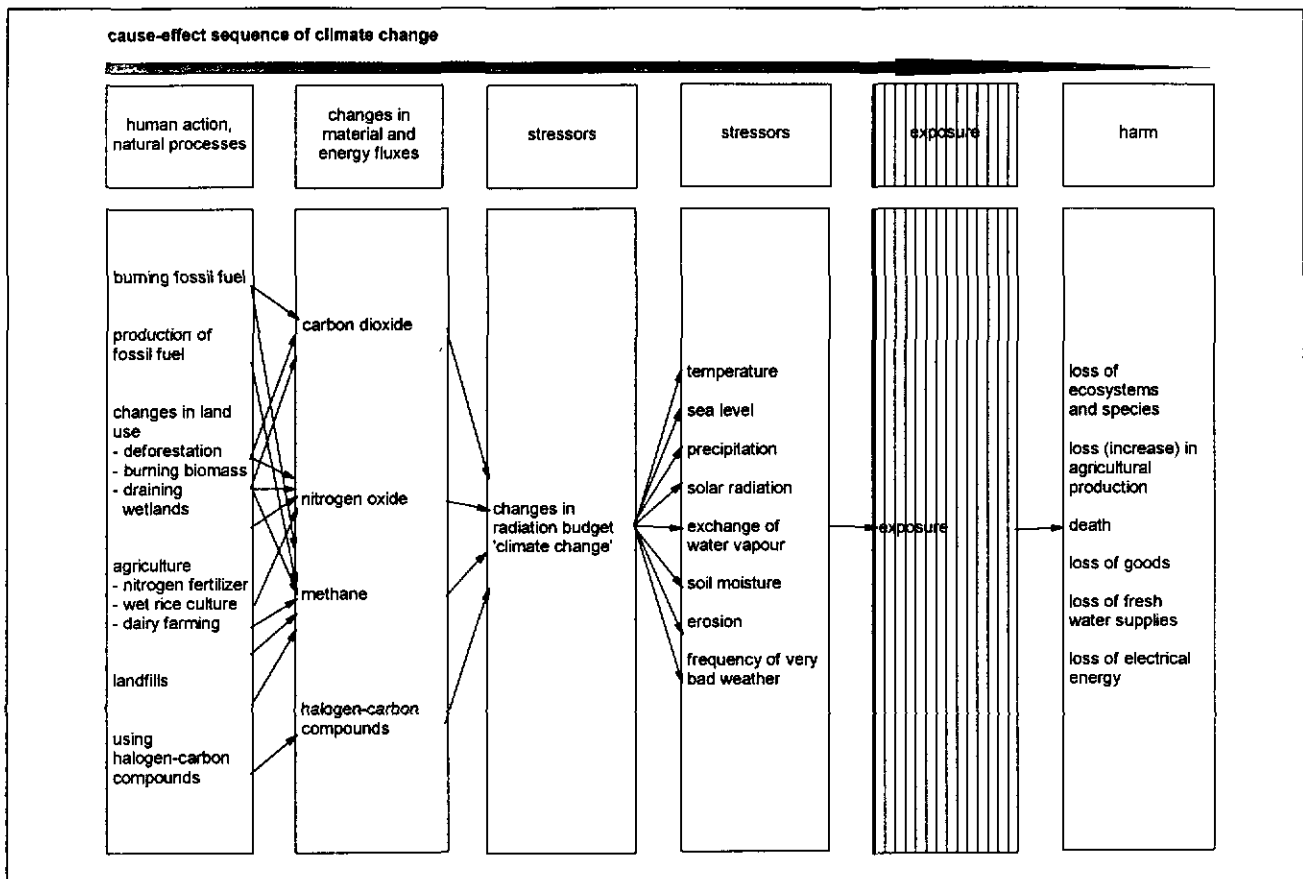 cause-effect sequence of climate change
human action,
natural processes
changes in
material and
energy fluxes
stressors
stressors
exposure
harm
burning fossil fuel
production of
fossil fuel
changes in land
use
- deforestation
- burning biomass
- draining
wetlands
agriculture
- nitrogen fertilizer
- wet rice culture
- dairy farming
landfills
using
halogen-carbon
compounds
carbon dioxide
nitrogen oxide
methane
halogen-carbon
compounds
changes in
radiation budget
'climate change'
temperature
sea level
precipitation
solar radiation
exchange of
water vapour
soil moisture
erosion
frequency of very
bad weather
exposure
loss of
ecosystems
and species
loss (increase) in
agricultural
production
death
loss of goods
loss of fresh
water supplies
loss of electrical
energy